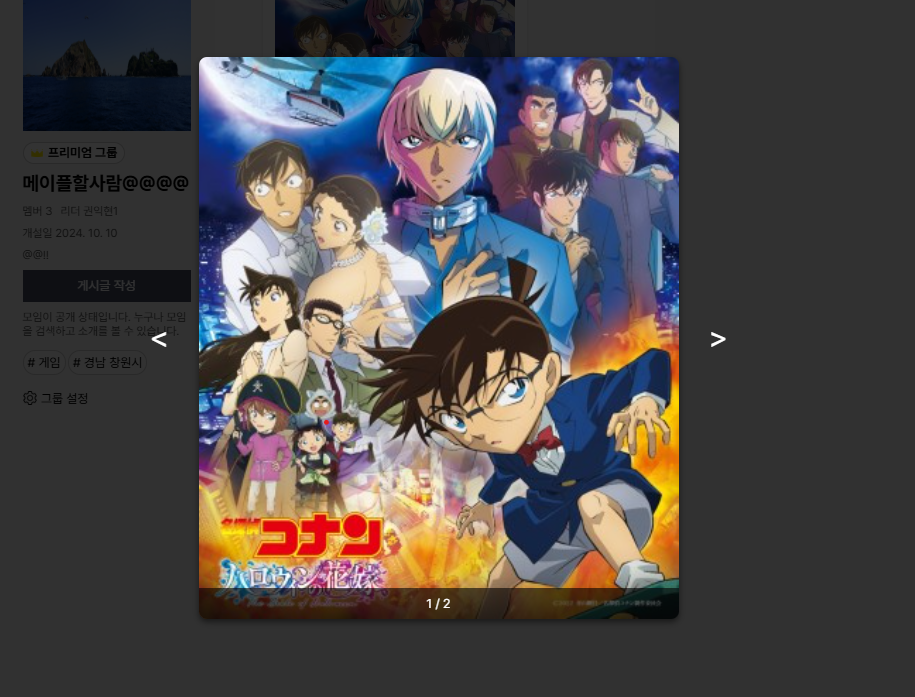 프리미엄 그룹
메이플할사람@@@@
멤버 3 리더 권익현1
개설일 2024. 10. 10
게시글 작성
모임이 공개 상태입니다. 누구나 모임
을 검색하고 소개를 볼 수 있습니다.
# 게임 # 경남 창원시
그룹 설정
<
>
名探偵
コナン
ハロウィンの花嫁
1 / 2